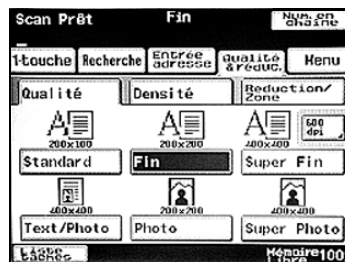 Scan Prêt Fin Num. en chaîne
1-touche Recherche Entrée adresse Qualité &réduc. Menu
Qualité Densité Reduction/ Zone
200x100 200x200 400x400 600 dpi
Standard Fin Super Fin
400x400 200x200 400x400
Text/Photo Photo Super Photo
Liste tâches Mémoire Libre 100